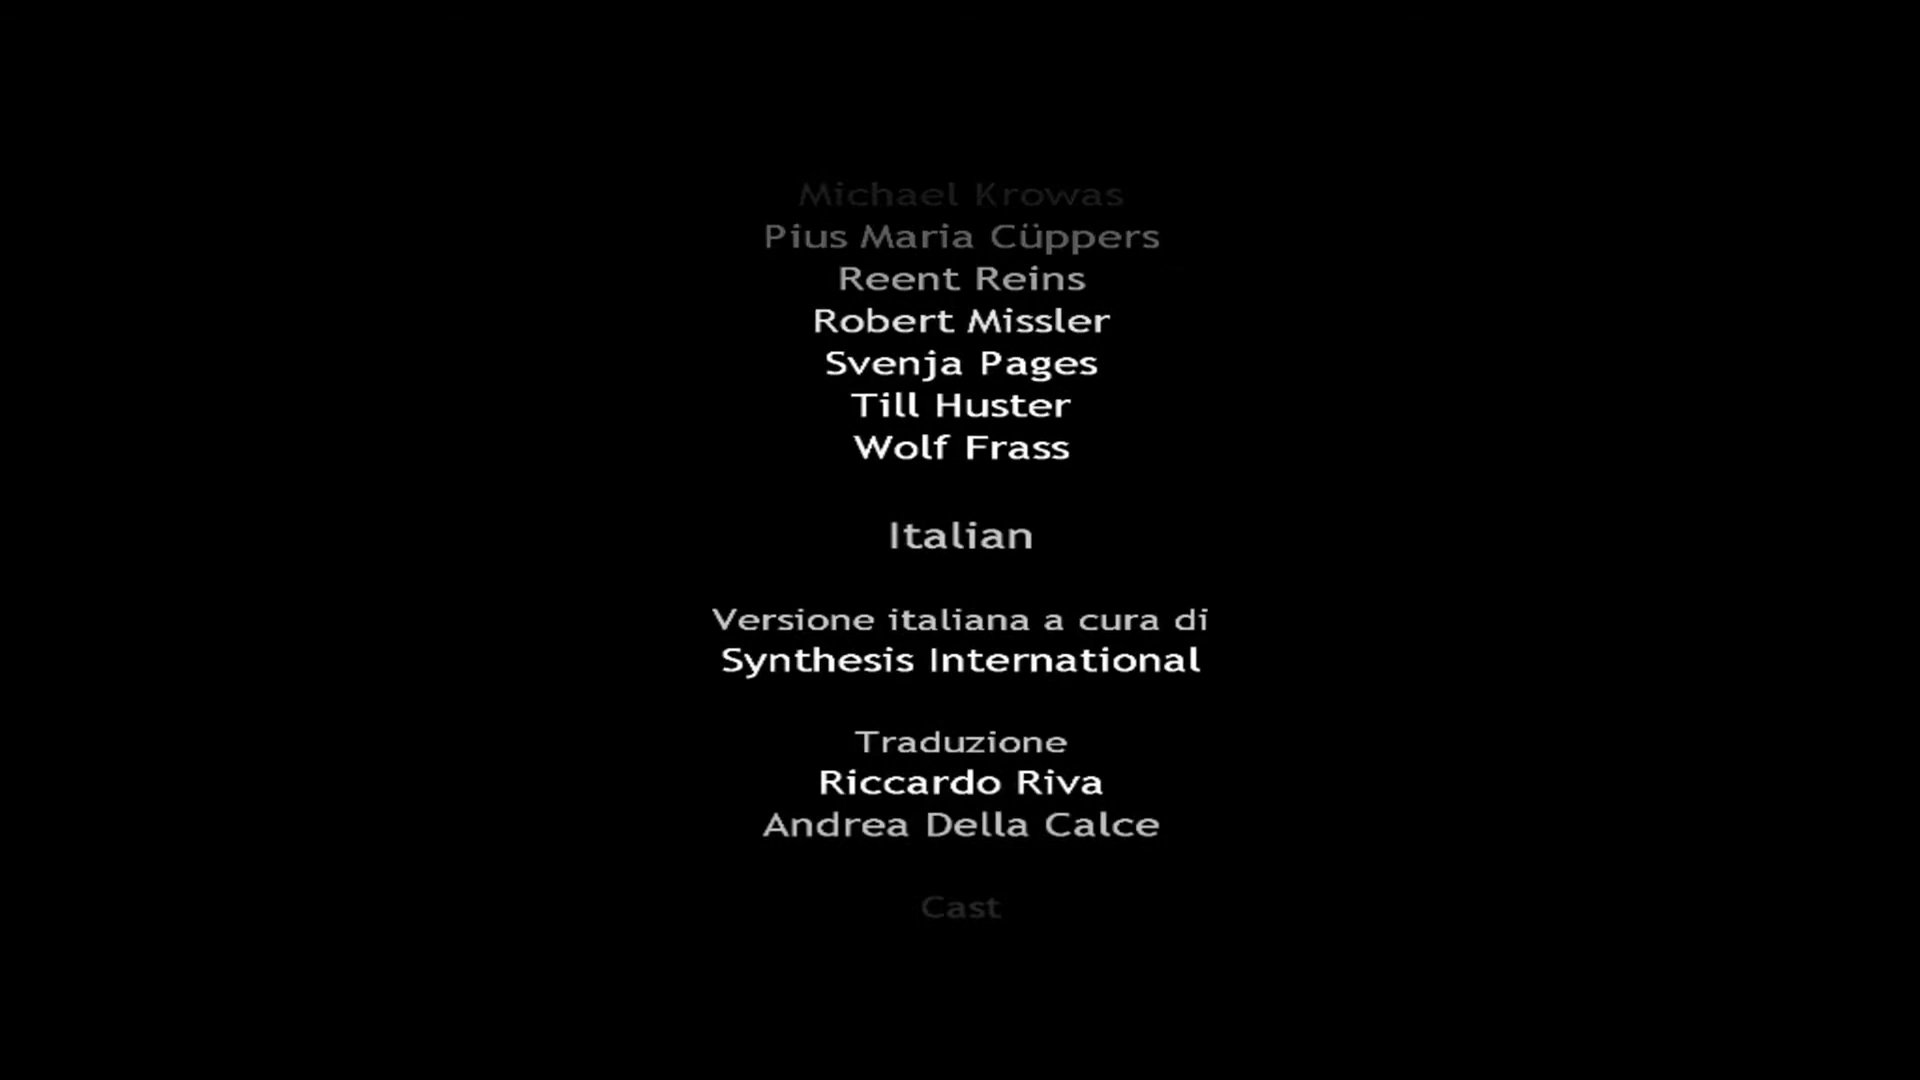 Michael Krowas
Pius Maria Cüppers
Reent Reins
Robert Missler
Svenja Pages
Till Huster
Wolf Frass
Italian
Versione italiana a cura di
Synthesis International
Traduzione
Riccardo Riva
Andrea Della Calce
Cast